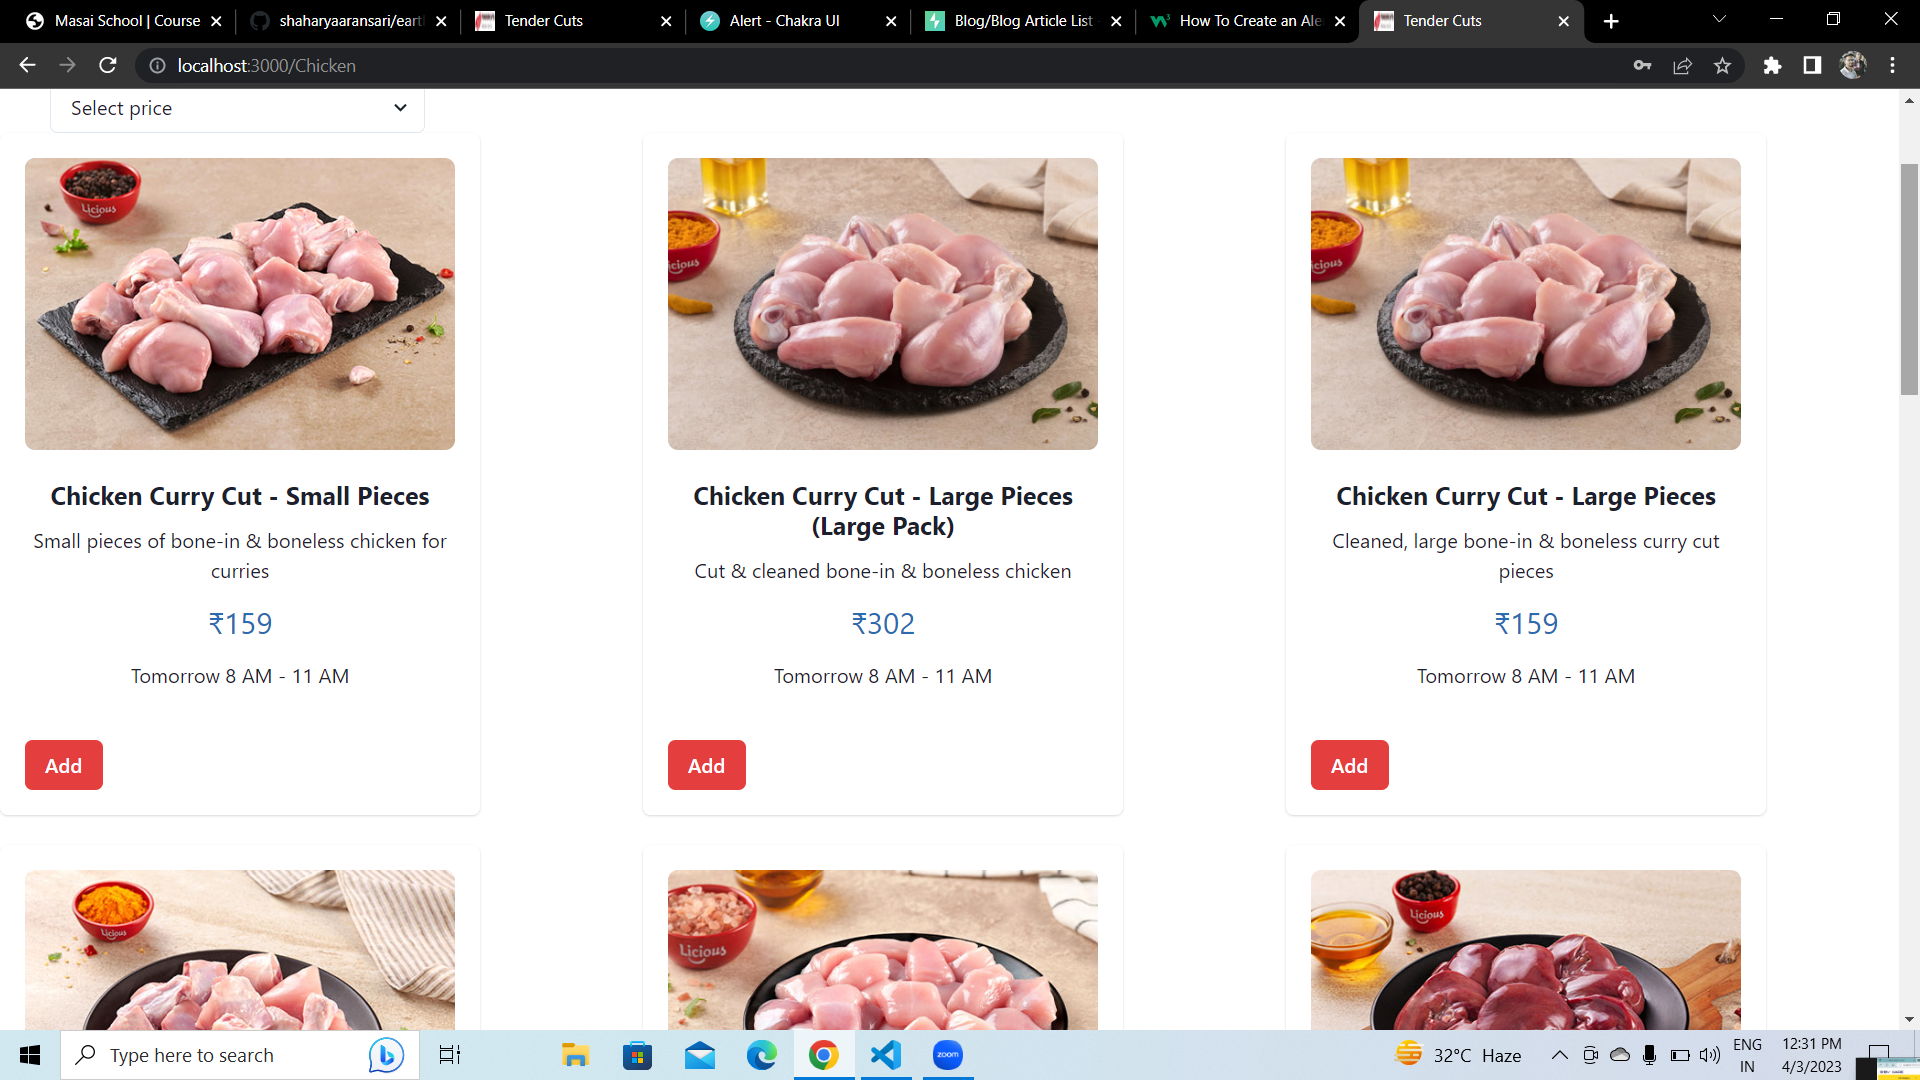 Masai School | Course
shaharyaaransari/eart
Tender Cuts
Alert - Chakra UI
Blog/Blog Article List
How To Create an Ale
Tender Cuts
localhost:3000/Chicken
Select price
Licious
icious
icious
Chicken Curry Cut - Small Pieces
Small pieces of bone-in & boneless chicken for
curries
₹159
Tomorrow 8 AM - 11 AM
Add
Chicken Curry Cut - Large Pieces
(Large Pack)
Cut & cleaned bone-in & boneless chicken
₹302
Tomorrow 8 AM - 11 AM
Add
Chicken Curry Cut - Large Pieces
Cleaned, large bone-in & boneless curry cut
pieces
₹159
Tomorrow 8 AM - 11 AM
Add
Licious
Licious
Licious
Type here to search
zoom
32°C Haze
ENG
IN
12:31 PM
4/3/2023